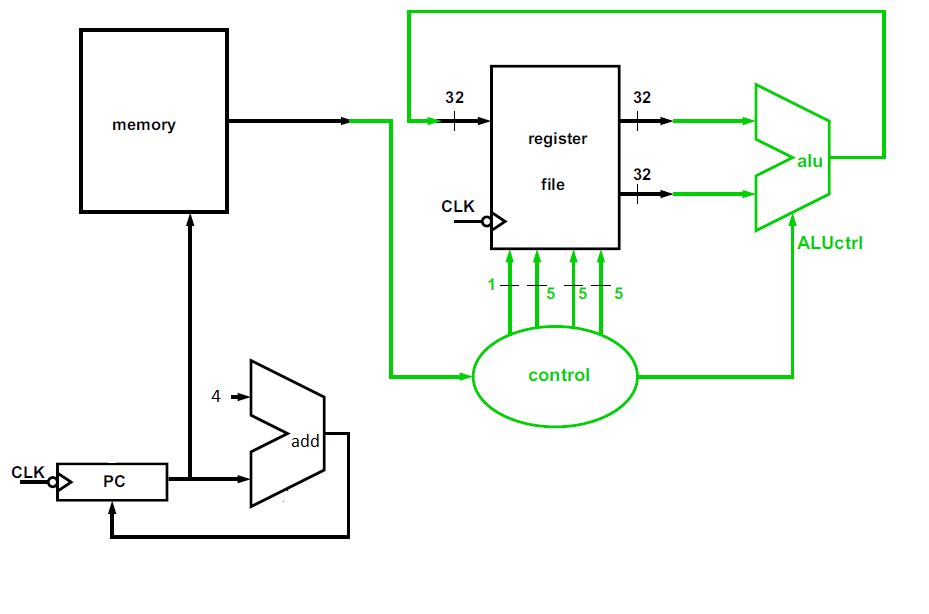 32
32
memory
register
alu
file
32
CLK
ALUctrl
1
5
5
5
control
4
add
CLK
PC